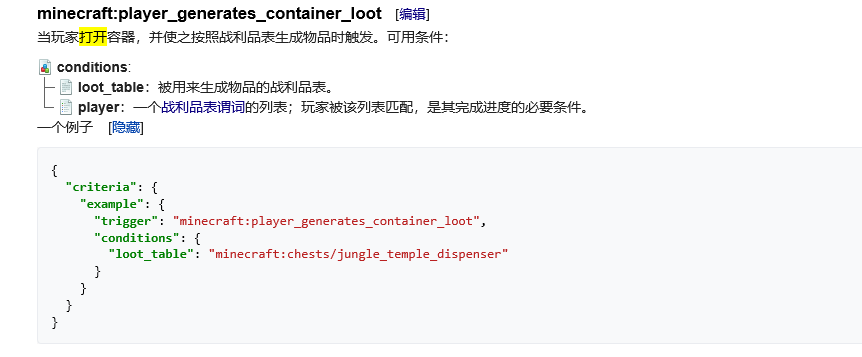 minecraft:player_generates_container_loot [编辑]
当玩家打开容器，并使之按照战利品表生成物品时触发。可用条件：
conditions:
loot_table：被用来生成物品的战利品表。
player：一个战利品表谓词的列表；玩家被该列表匹配，是其完成进度的必要条件。
一个例子 [隐藏]
{
  "criteria": {
    "example": {
      "trigger": "minecraft:player_generates_container_loot",
      "conditions": {
        "loot_table": "minecraft:chests/jungle_temple_dispenser"
      }
    }
  }
}